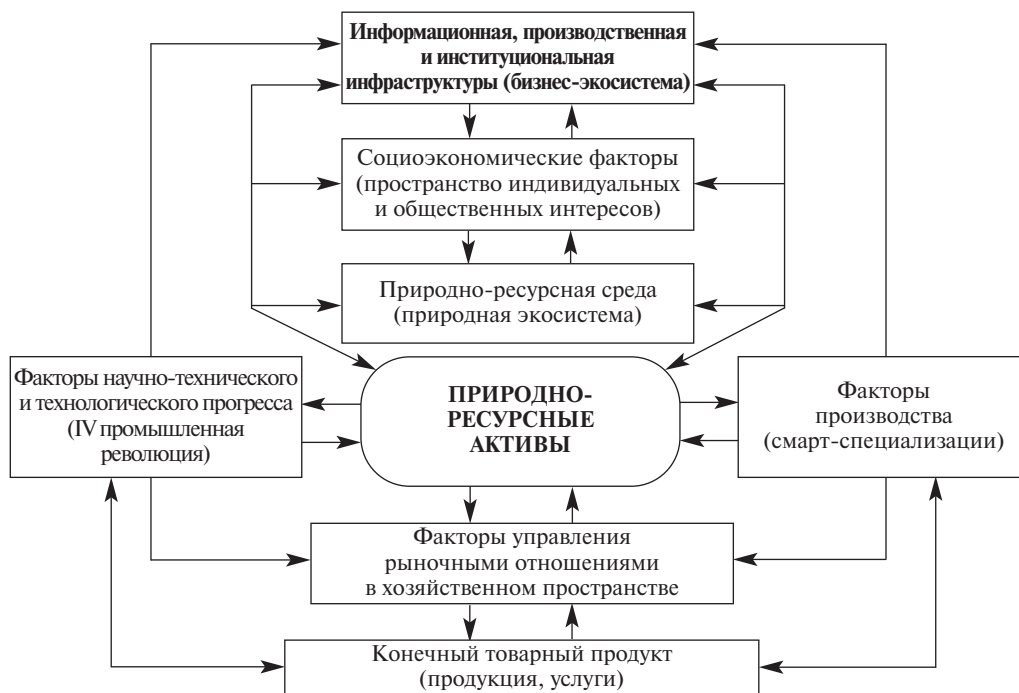 Информационная, производственная
и институциональная
инфраструктуры (бизнес-экосистема)
Социоэкономические факторы
(пространство индивидуальных
и общественных интересов)
Природно-ресурсная среда
(природная экосистема)
Факторы научно-технического
и технологического прогресса
(IV промышленная
революция)
ПРИРОДНО-
РЕСУРСНЫЕ
АКТИВЫ
Факторы
производства
(смарт-специализации)
Факторы управления
рыночными отношениями
в хозяйственном пространстве
Конечный товарный продукт
(продукция, услуги)